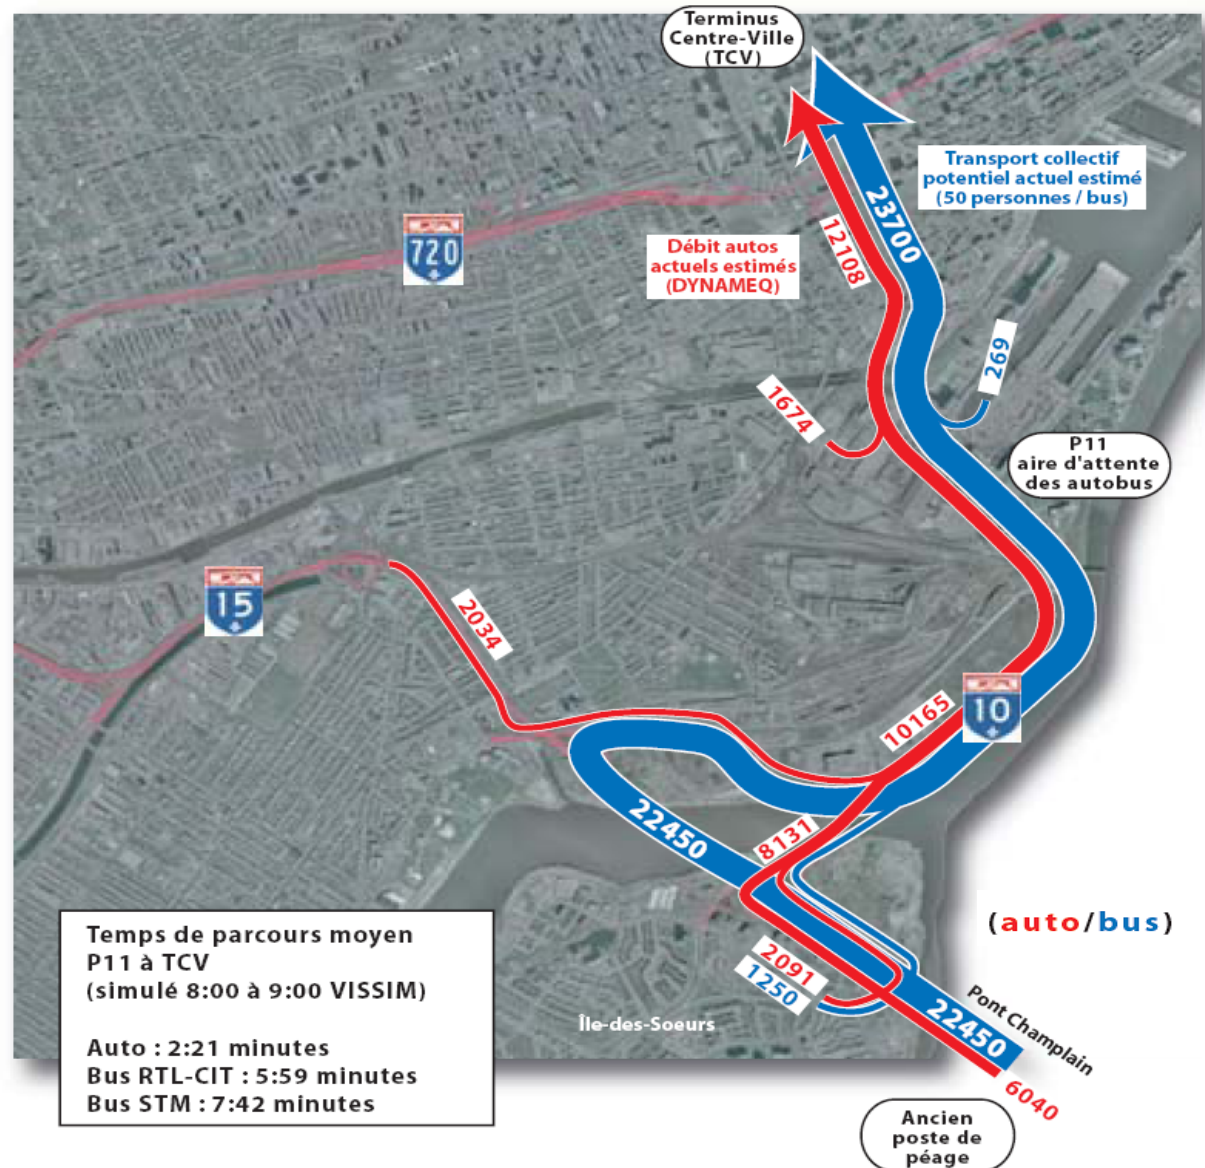 Terminus
Centre-Ville
(TCV)
Transport collectif
potentiel actuel estimé
(50 personnes / bus)
23700
12108
720
Débit autos
actuels estimés
(DYNAMEQ)
269
1674
P11
aire d'attente
des autobus
15
2034
10
10165
22450
8131
(auto/bus)
Temps de parcours moyen
P11 à TCV
(simulé 8:00 à 9:00 VISSIM)
Auto : 2:21 minutes
Bus RTL-CIT : 5:59 minutes
Bus STM : 7:42 minutes
2091
1250
Île-des-Soeurs
22450
Pont Champlain
6040
Ancien
poste de
péage